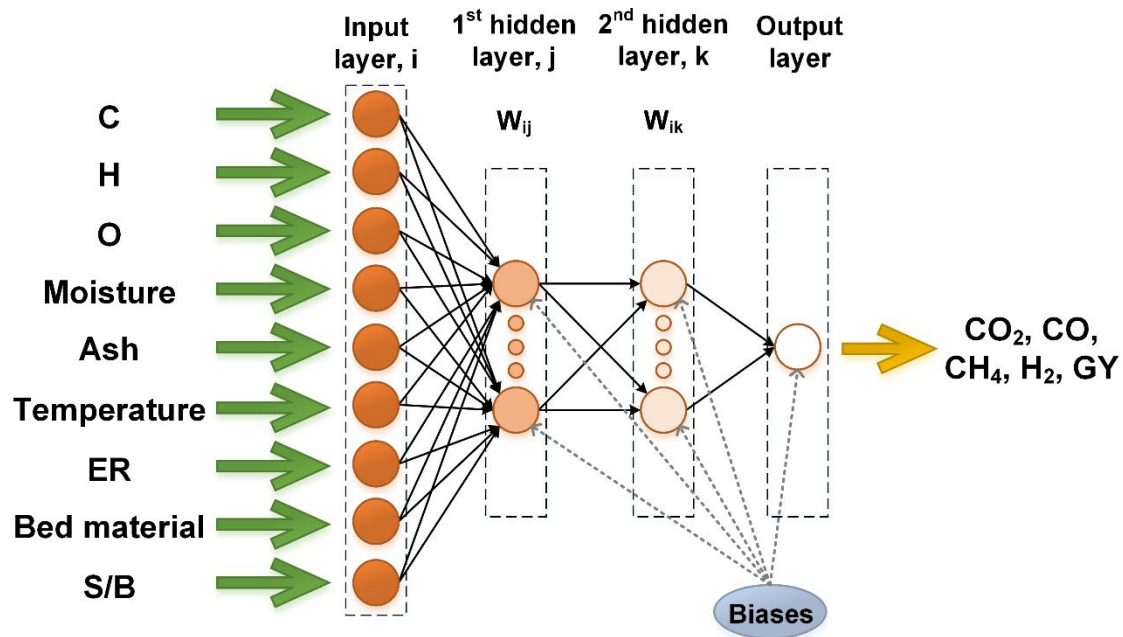 Input
layer, i
1st hidden
layer, j
2nd hidden
layer, k
Output
layer
Wij
Wik
C
H
O
Moisture
Ash
Temperature
ER
Bed material
S/B
CO2, CO,
CH4, H2, GY
Biases